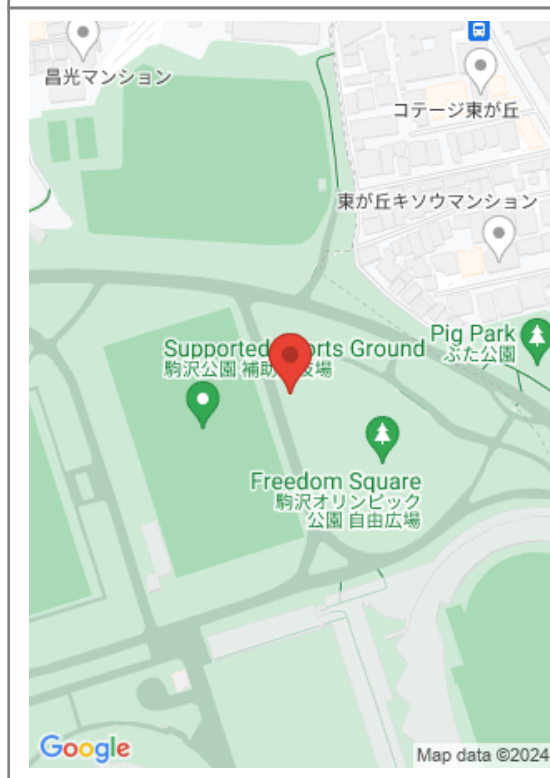 昌光マンション
コテージ東が丘
東が丘キソウマンション
Pig Park
ぶた公園
Supported Sports Ground
駒沢公園 補助競技場
Freedom Square
駒沢オリンピック
公園 自由広場
Google
Map data ©2024